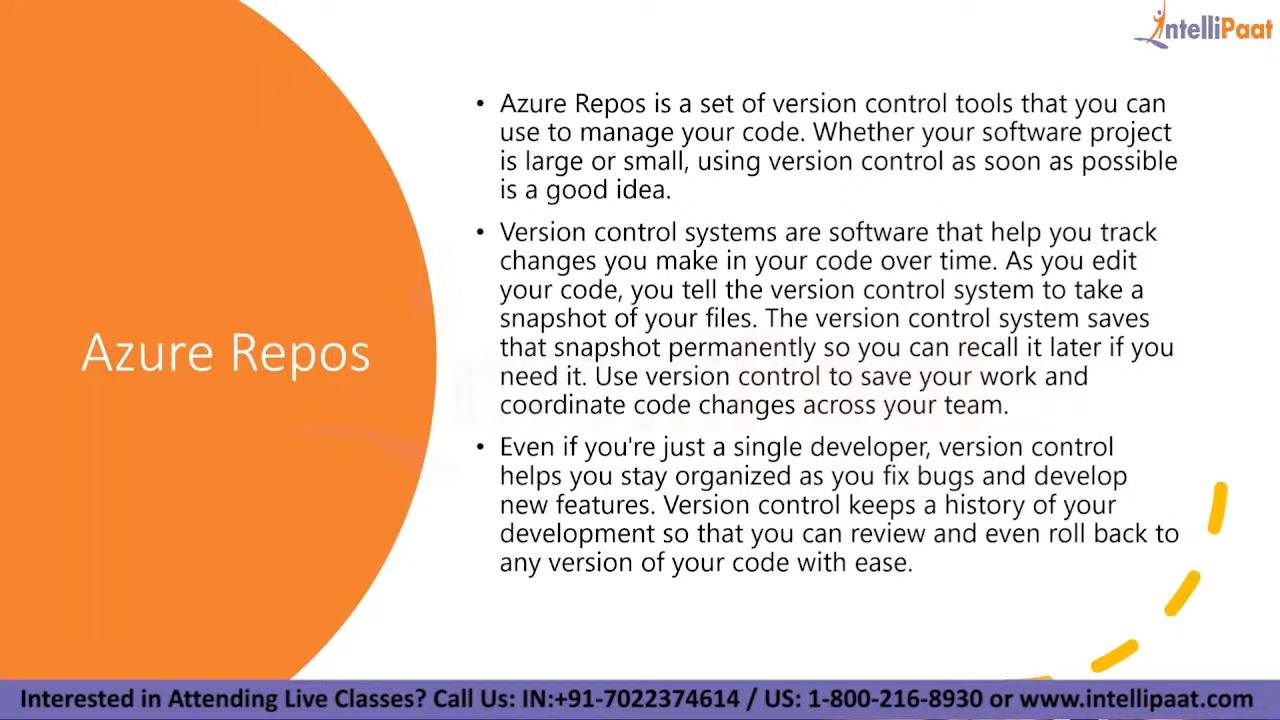 IntelliPaat
Azure Repos
• Azure Repos is a set of version control tools that you can
use to manage your code. Whether your software project
is large or small, using version control as soon as possible
is a good idea.
• Version control systems are software that help you track
changes you make in your code over time. As you edit
your code, you tell the version control system to take a
snapshot of your files. The version control system saves
that snapshot permanently so you can recall it later if you
need it. Use version control to save your work and
coordinate code changes across your team.
• Even if you're just a single developer, version control
helps you stay organized as you fix bugs and develop
new features. Version control keeps a history of your
development so that you can review and even roll back to
any version of your code with ease.
Interested in Attending Live Classes? Call Us: IN:+91-7022374614 / US: 1-800-216-8930 or www.intellipaat.com